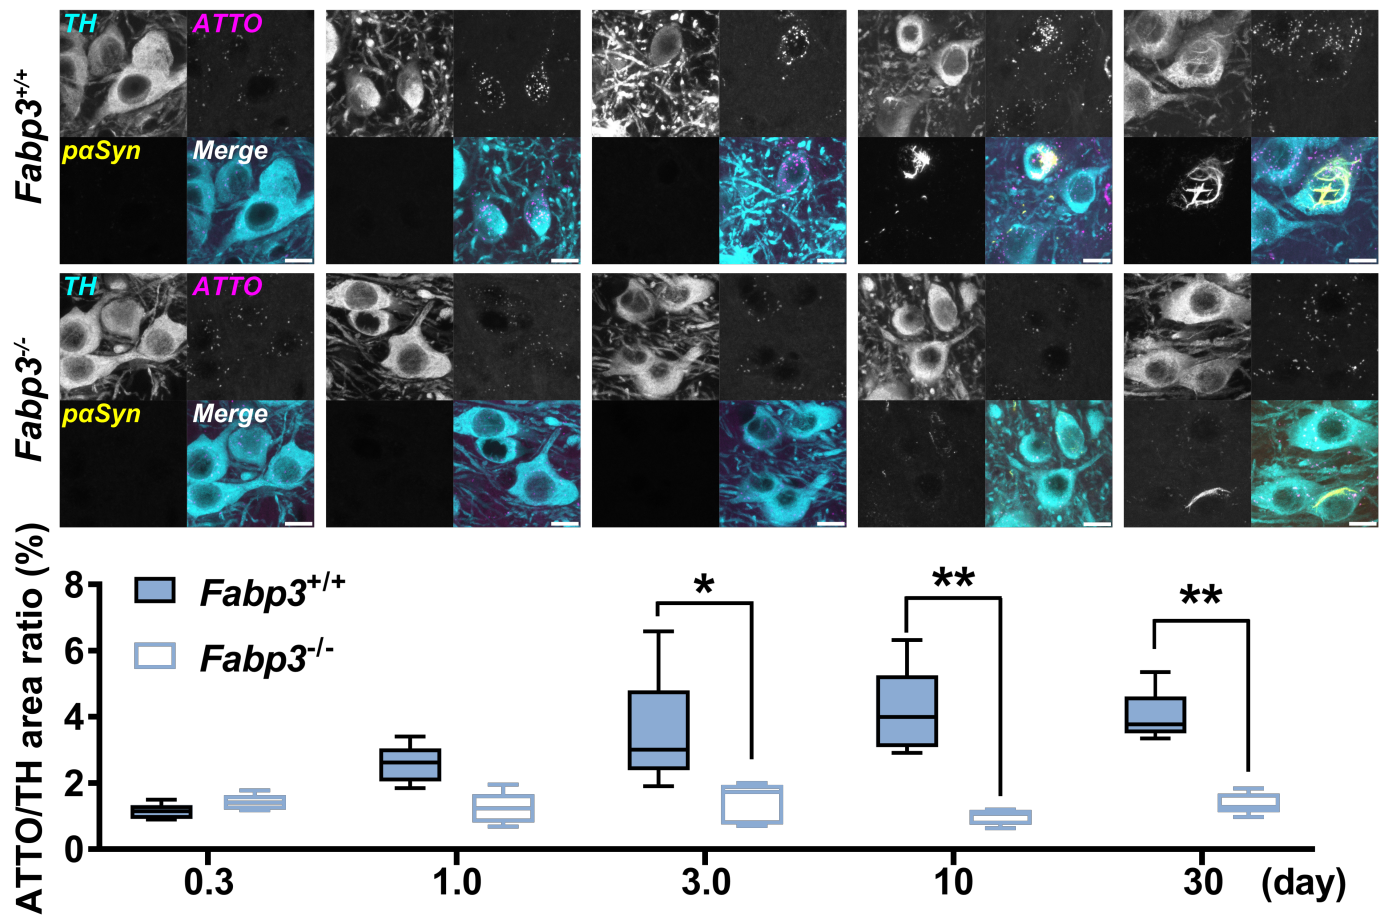 Fabp3+/+
TH
ATTO
pαSyn
Merge
Fabp3-/-
TH
ATTO
pαSyn
Merge
ATTO/TH area ratio (%)
8
6
4
2
0
Fabp3+/+
Fabp3-/-
*
**
**
0.3 1.0 3.0 10 30 (day)